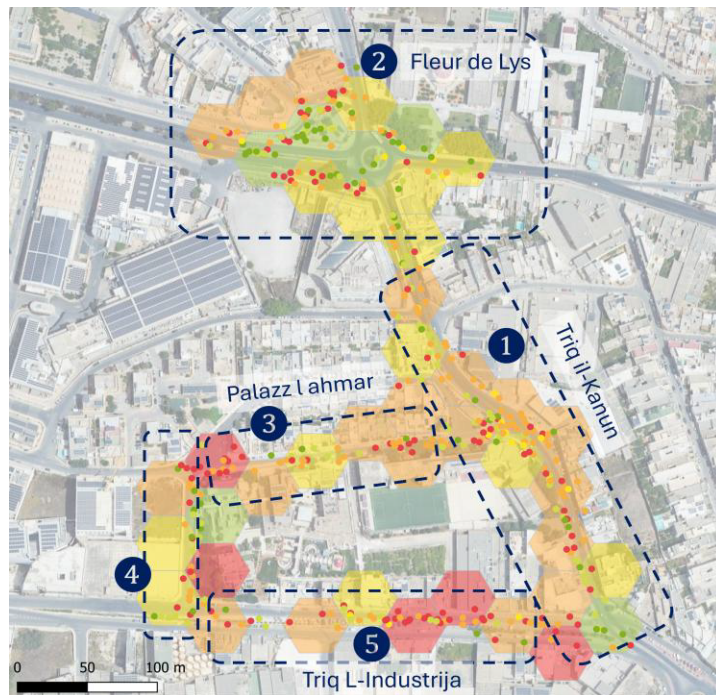 2 Fleur de Lys
1
Triq il-Kanun
Palazz l ahmar
3
4
5
0 50 100 m
Triq L-Industrija